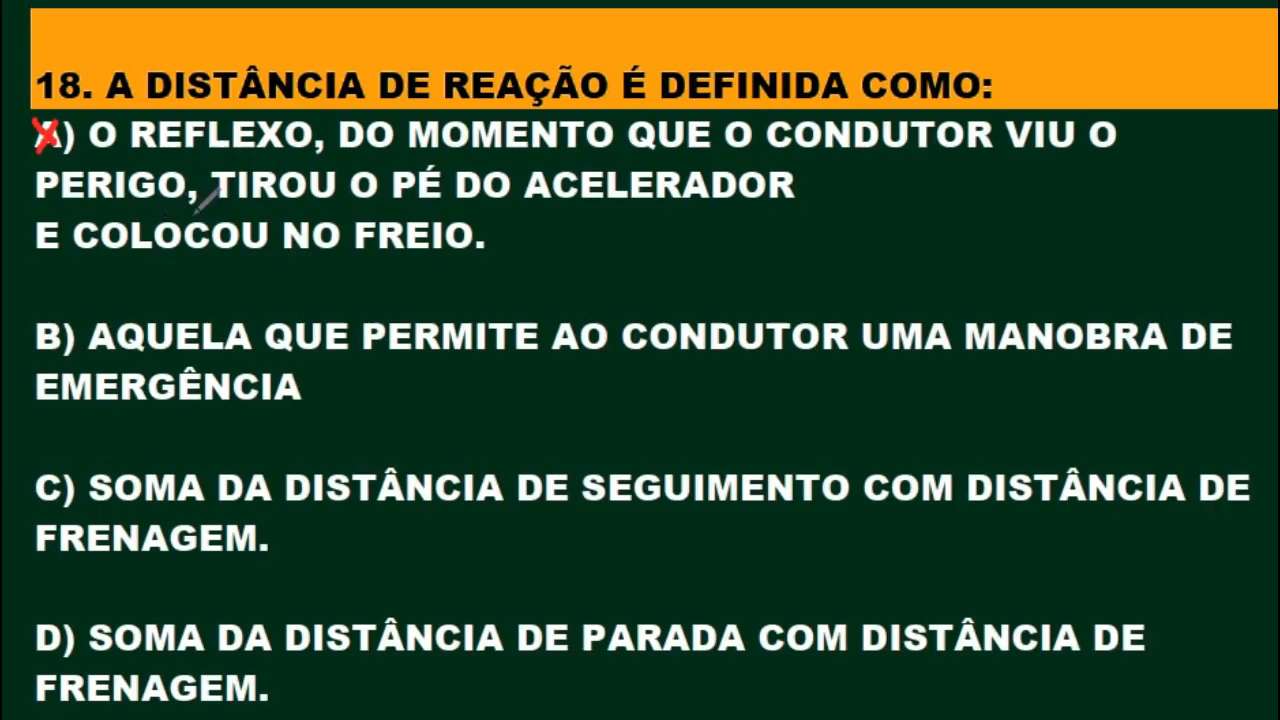 18. A DISTÂNCIA DE REAÇÃO É DEFINIDA COMO:
A) O REFLEXO, DO MOMENTO QUE O CONDUTOR VIU O
PERIGO, TIROU O PÉ DO ACELERADOR
E COLOCOU NO FREIO.
B) AQUELA QUE PERMITE AO CONDUTOR UMA MANOBRA DE
EMERGÊNCIA
C) SOMA DA DISTÂNCIA DE SEGUIMENTO COM DISTÂNCIA DE
FRENAGEM.
D) SOMA DA DISTÂNCIA DE PARADA COM DISTÂNCIA DE
FRENAGEM.